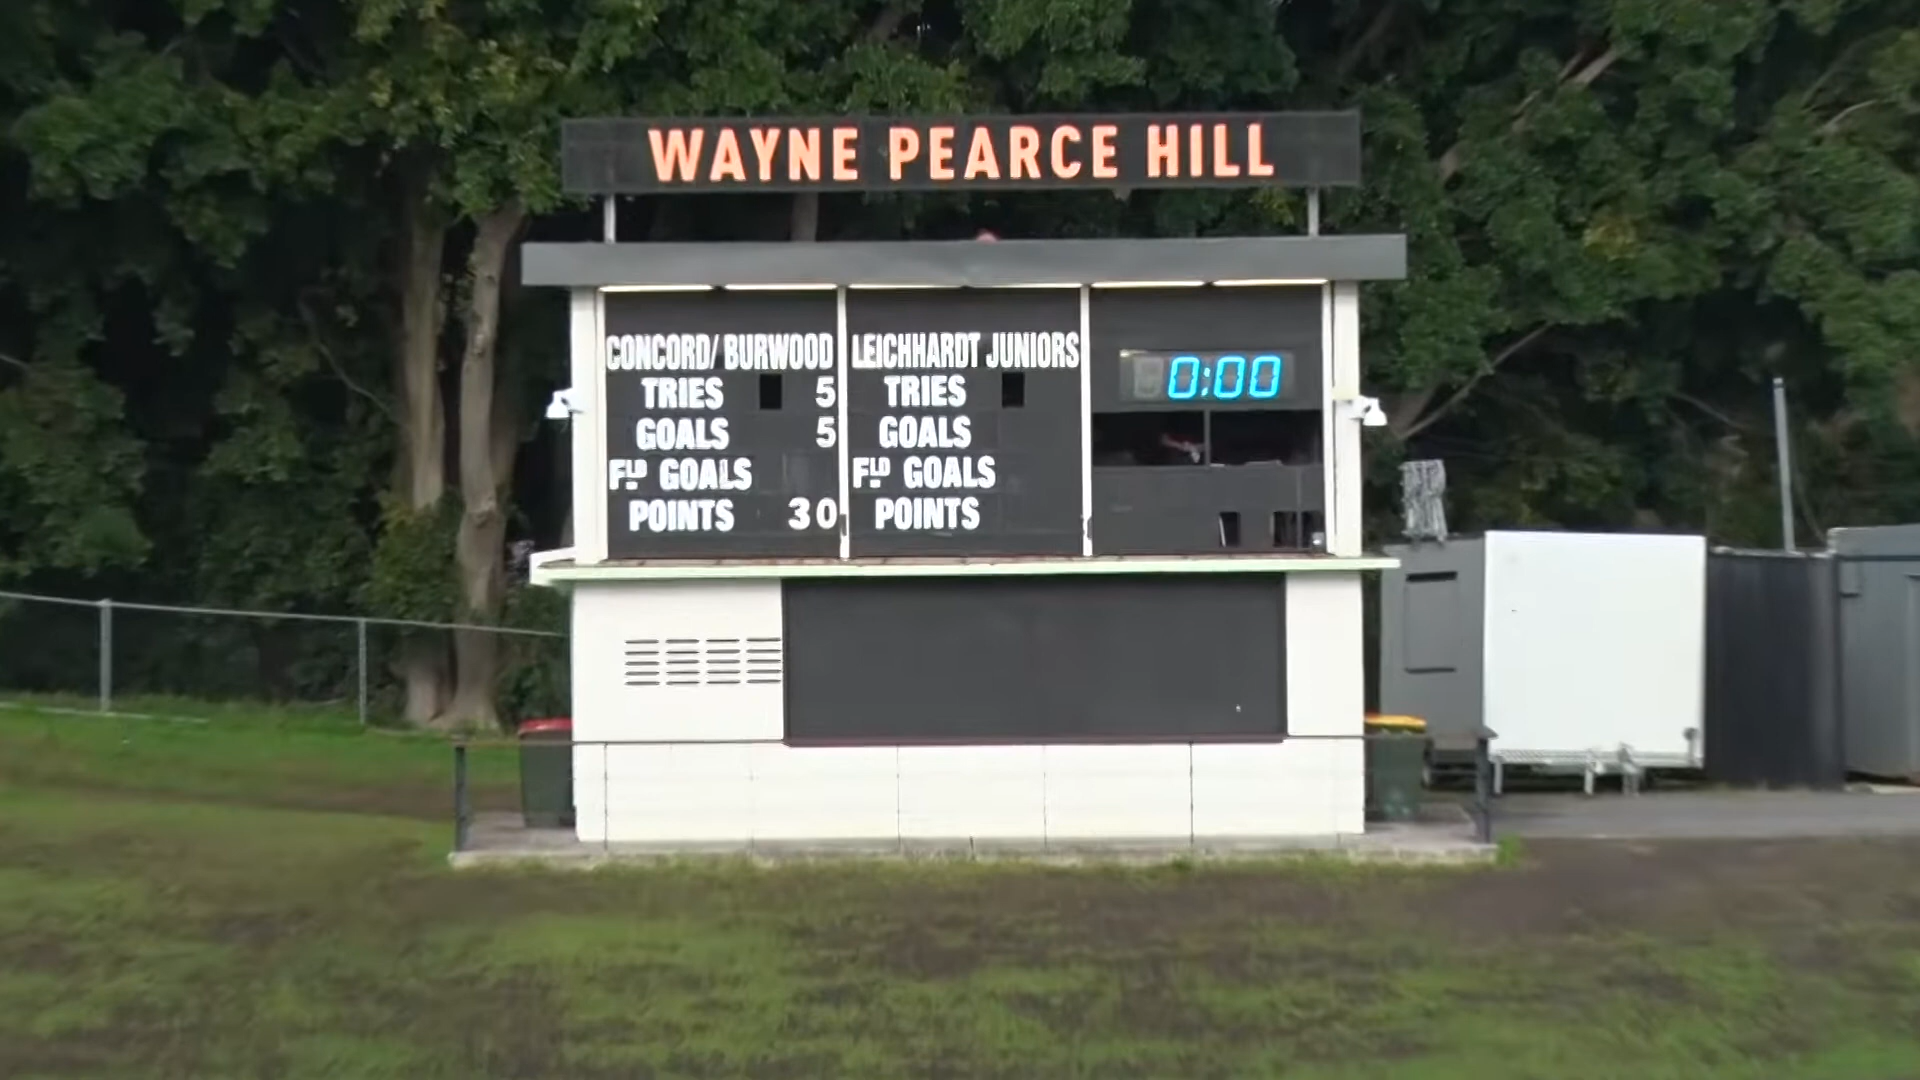 WAYNE PEARCE HILL
CONCORD/ BURWOOD
TRIES 5
GOALS 5
FLD GOALS
POINTS 30
LEICHHARDT JUNIORS
TRIES
GOALS
FLD GOALS
POINTS
0:00